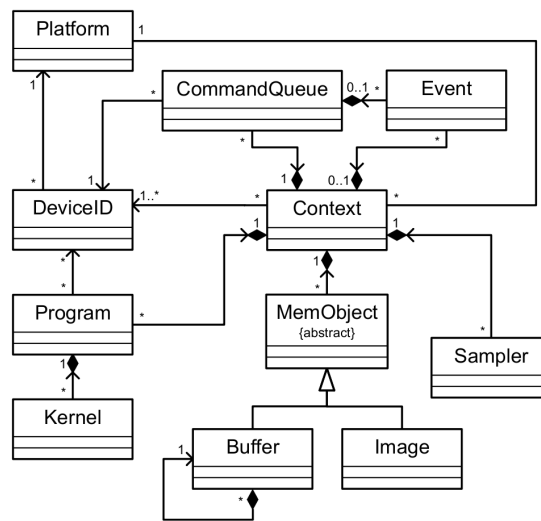 Platform
1
1
*
CommandQueue
0..1
*
Event
*
*
*
1
1
0..1
*
DeviceID
1..*
*
Context
*
1
1
*
*
1
Program
*
*
MemObject
{abstract}
1
*
*
Sampler
Kernel
1
Buffer
Image
*